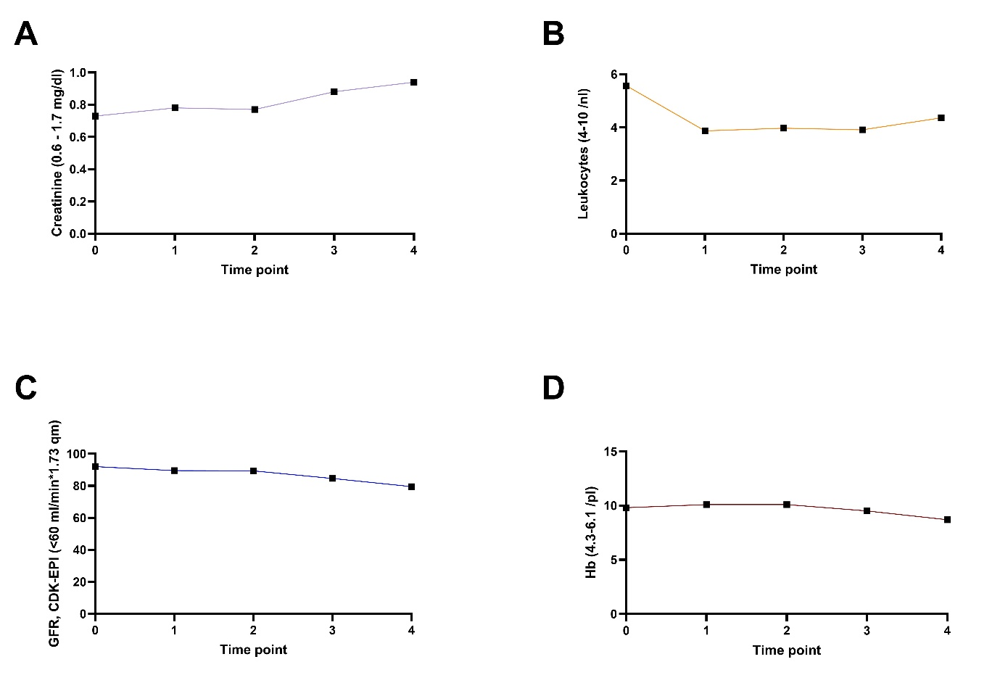 A
Creatinine (0.6 - 1.7 mg/dl)
1.0
0.8
0.6
0.4
0.2
0.0
0 1 2 3 4
Time point
B
Leukocytes (4-10 /nl)
6
4
2
0
0 1 2 3 4
Time point
C
GFR, CDK-EPI (<60 ml/min*1.73 qm)
100
80
60
40
20
0
0 1 2 3 4
Time point
D
Hb (4.3-6.1 /pl)
15
10
5
0
0 1 2 3 4
Time point